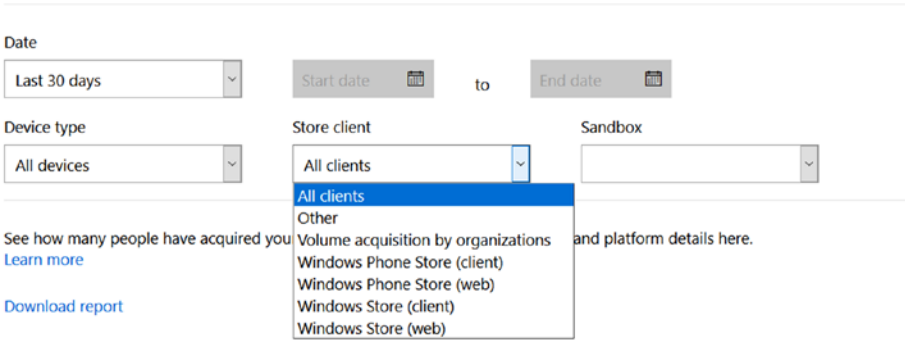 Date
Last 30 days Start date to End date
Device type Store client Sandbox
All devices All clients
All clients
Other
See how many people have acquired you Volume acquisition by organizations and platform details here.
Learn more Windows Phone Store (client)
Windows Phone Store (web)
Download report Windows Store (client)
Windows Store (web)